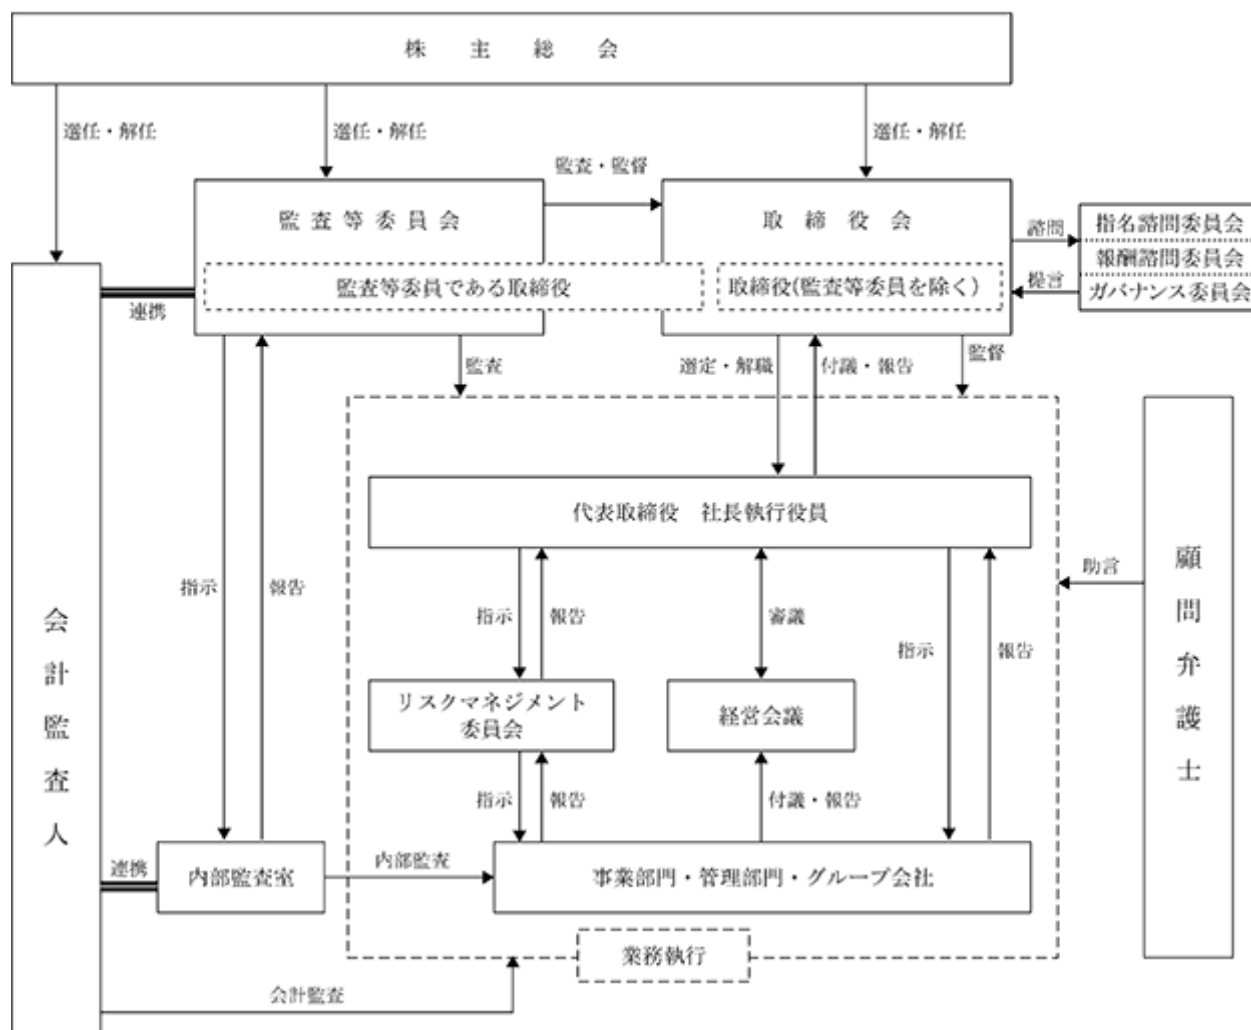 株主総会
選任・解任
選任・解任
選任・解任
監査・監督
監査等委員会
取締役会
諮問
指名諮問委員会
報酬諮問委員会
ガバナンス委員会
提言
監査等委員である取締役
取締役(監査等委員を除く)
連携
監査
選定・解職
付議・報告
監督
代表取締役　社長執行役員
助言
顧問弁護士
指示
報告
指示
報告
審議
指示
報告
会計監査人
リスクマネジメント
委員会
経営会議
指示
報告
付議・報告
連携
内部監査室
内部監査
事業部門・管理部門・グループ会社
業務執行
会計監査